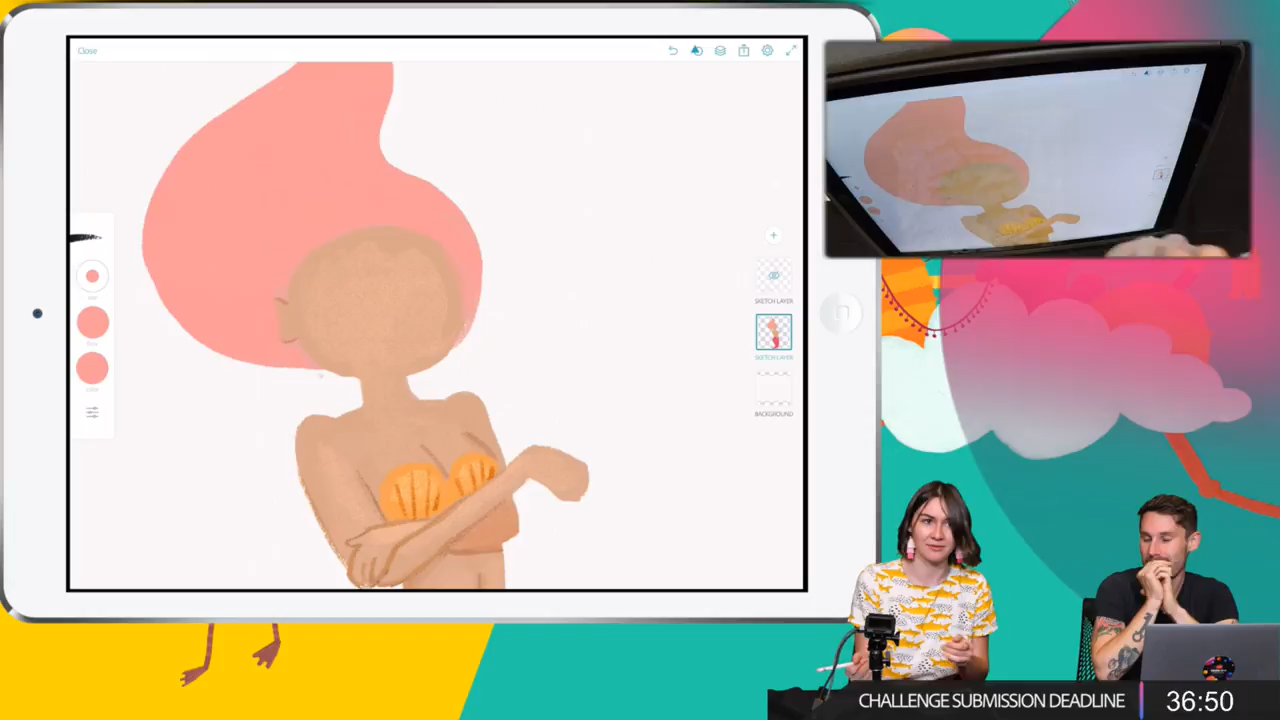 Close
SKETCH LAYER
SKETCH LAYER
BACKGROUND
CHALLENGE SUBMISSION DEADLINE
36:50